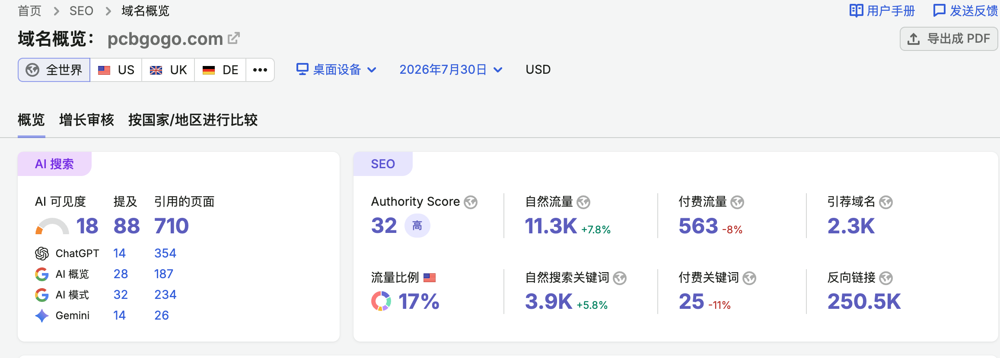 首页 > SEO > 域名概览
用户手册 发送反馈
域名概览： pcbgogo.com
导出成 PDF
全世界 US UK DE ••• 桌面设备 2026年7月30日 USD
概览 增长审核 按国家/地区进行比较
AI 搜索
AI 可见度 提及 引用的页面
18 88 710
ChatGPT 14 354
AI 概览 28 187
AI 模式 32 234
Gemini 14 26
SEO
Authority Score 自然流量 付费流量 引荐域名
32 高 11.3K +7.8% 563 -8% 2.3K
流量比例 自然搜索关键词 付费关键词 反向链接
17% 3.9K +5.8% 25 -11% 250.5K